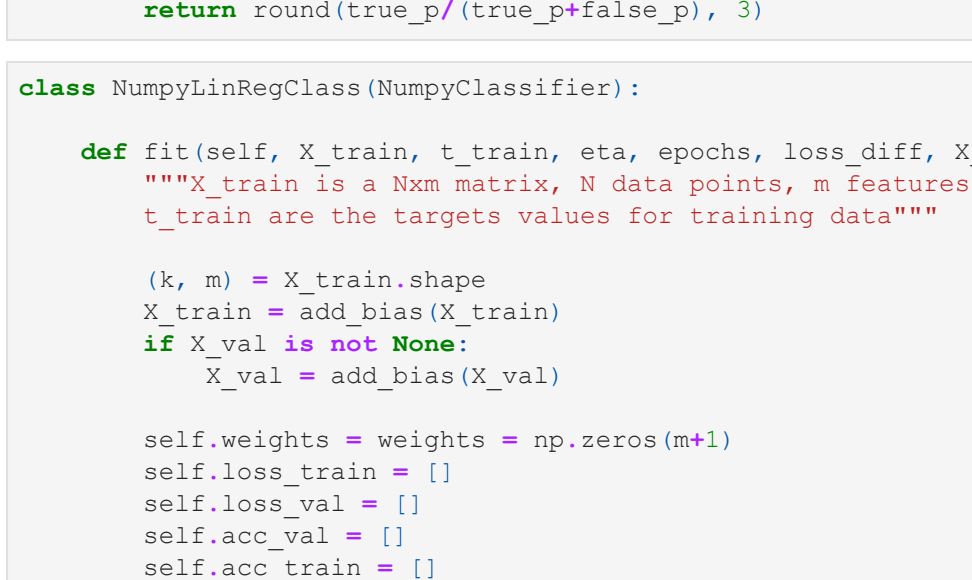 return round(true_p/(true_p+false_p), 3)
class NumpyLinRegClass(NumpyClassifier):
def fit(self, X_train, t_train, eta, epochs, loss_diff, X_
"""X_train is a Nxm matrix, N data points, m features
t_train are the targets values for training data"""
(k, m) = X_train.shape
X_train = add_bias(X_train)
if X_val is not None:
X_val = add_bias(X_val)
self.weights = weights = np.zeros(m+1)
self.loss_train = []
self.loss_val = []
self.acc_val = []
self.acc_train = []